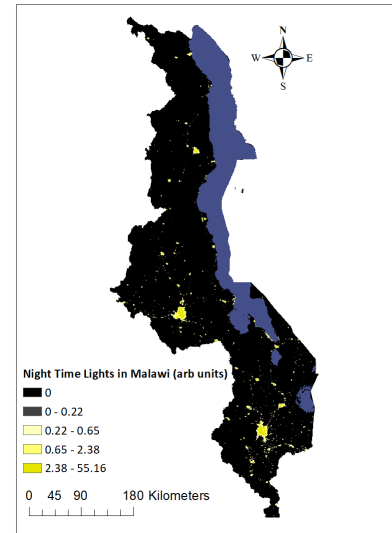 N
W E
S
Night Time Lights in Malawi (arb units)
0
0 - 0.22
0.22 - 0.65
0.65 - 2.38
2.38 - 55.16
0 45 90 180 Kilometers